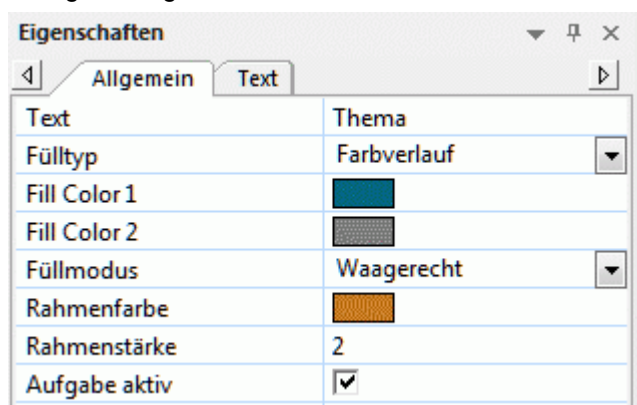 Eigenschaften
Allgemein Text
Text Thema
Fülltyp Farbverlauf
Fill Color 1
Fill Color 2
Füllmodus Waagerecht
Rahmenfarbe
Rahmenstärke 2
Aufgabe aktiv